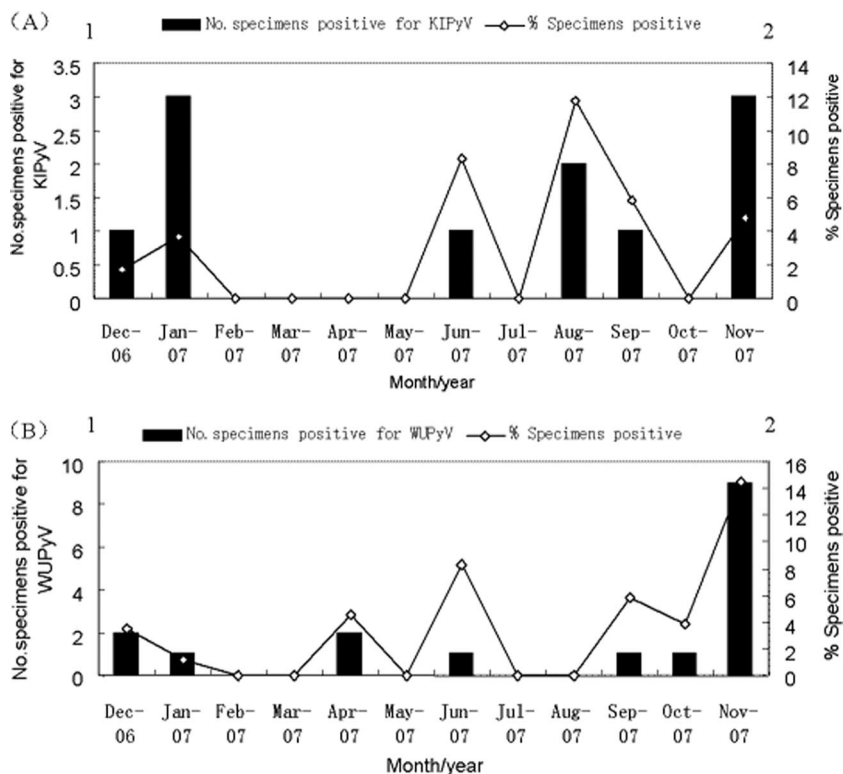 (A) 1 No.specimens positive for KIPyV % Specimens positive 2
3.5 14
3 12
2.5 10
2 8
1.5 6
1 4
0.5 2
0 0
No.specimens positive for
KIPyV
% Specimens positive
Dec- Jan- Feb- Mar- Apr- May- Jun- Jul- Aug- Sep- Oct- Nov-
06 07 07 07 07 07 07 07 07 07 07 07
Month/year
(B) 1 No.specimens positive for WUPyV % Specimens positive 2
10 16
8 14
6 12
4 10
2 8
0 6
4
2
0
No.specimens positive for
WUPyV
% Specimens positive
Dec- Jan- Feb- Mar- Apr- May- Jun- Jul- Aug- Sep- Oct- Nov-
06 07 07 07 07 07 07 07 07 07 07 07
Month/year